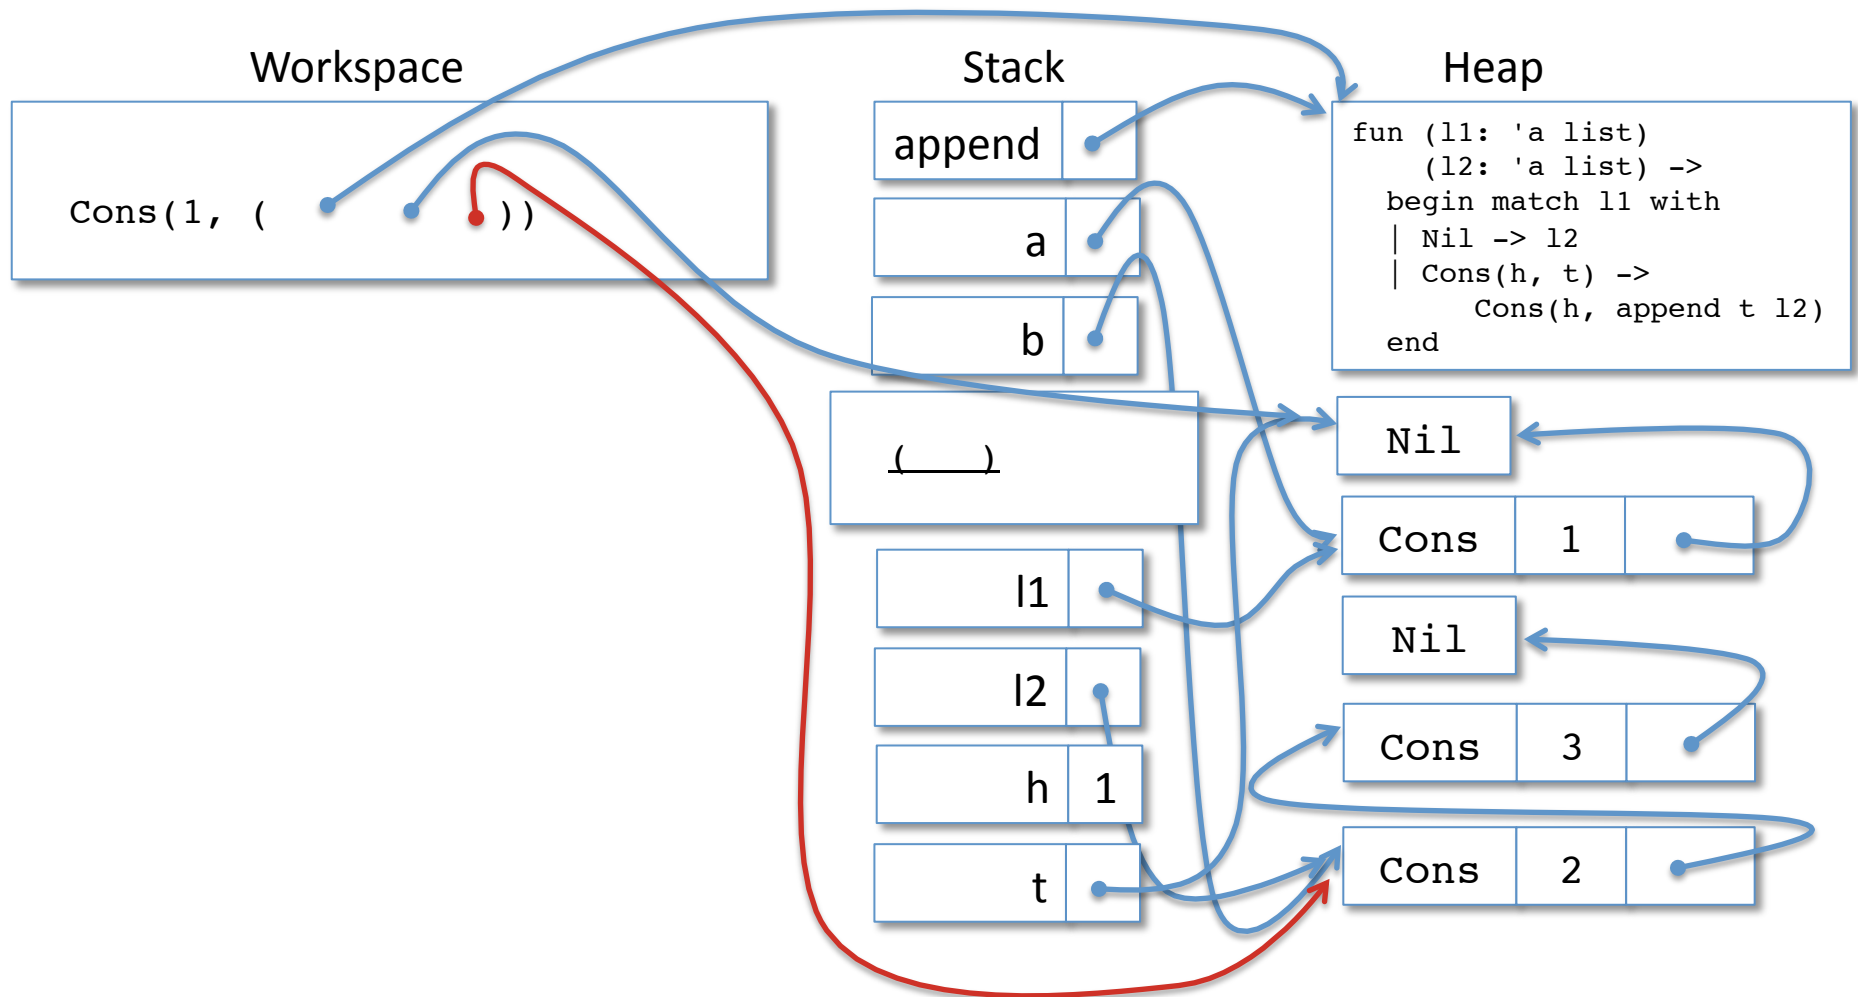 Workspace
Stack
Heap
Cons(1, ( ))
append
a
b
( )
l1
l2
h 1
t
fun (l1: 'a list)
(l2: 'a list) ->
begin match l1 with
| Nil -> l2
| Cons(h, t) ->
Cons(h, append t l2)
end
Nil
Cons 1
Nil
Cons 3
Cons 2